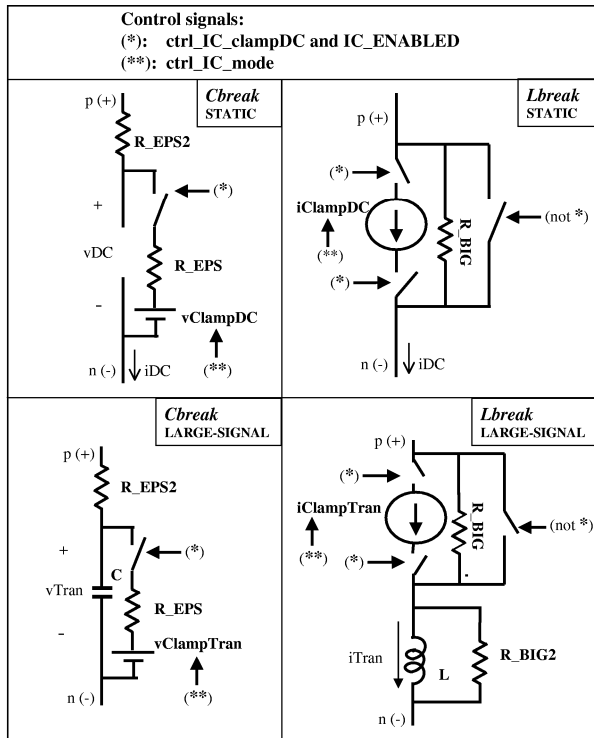 Control signals:
(*): ctrl_IC_clampDC and IC_ENABLED
(**): ctrl_IC_mode
Cbreak
STATIC
p (+)
R_EPS2
(*)
+
vDC
R_EPS
-
vClampDC
n (-)
iDC
(**)
Lbreak
STATIC
p (+)
(*)
iClampDC
(**)
R_BIG
(not *)
(*)
n (-)
iDC
Cbreak
LARGE-SIGNAL
p (+)
R_EPS2
+
(*)
C
vTran
R_EPS
-
vClampTran
n (-)
(**)
Lbreak
LARGE-SIGNAL
p (+)
(*)
iClampTran
(**)
R_BIG
(not *)
(*)
iTran
L
R_BIG2
n (-)